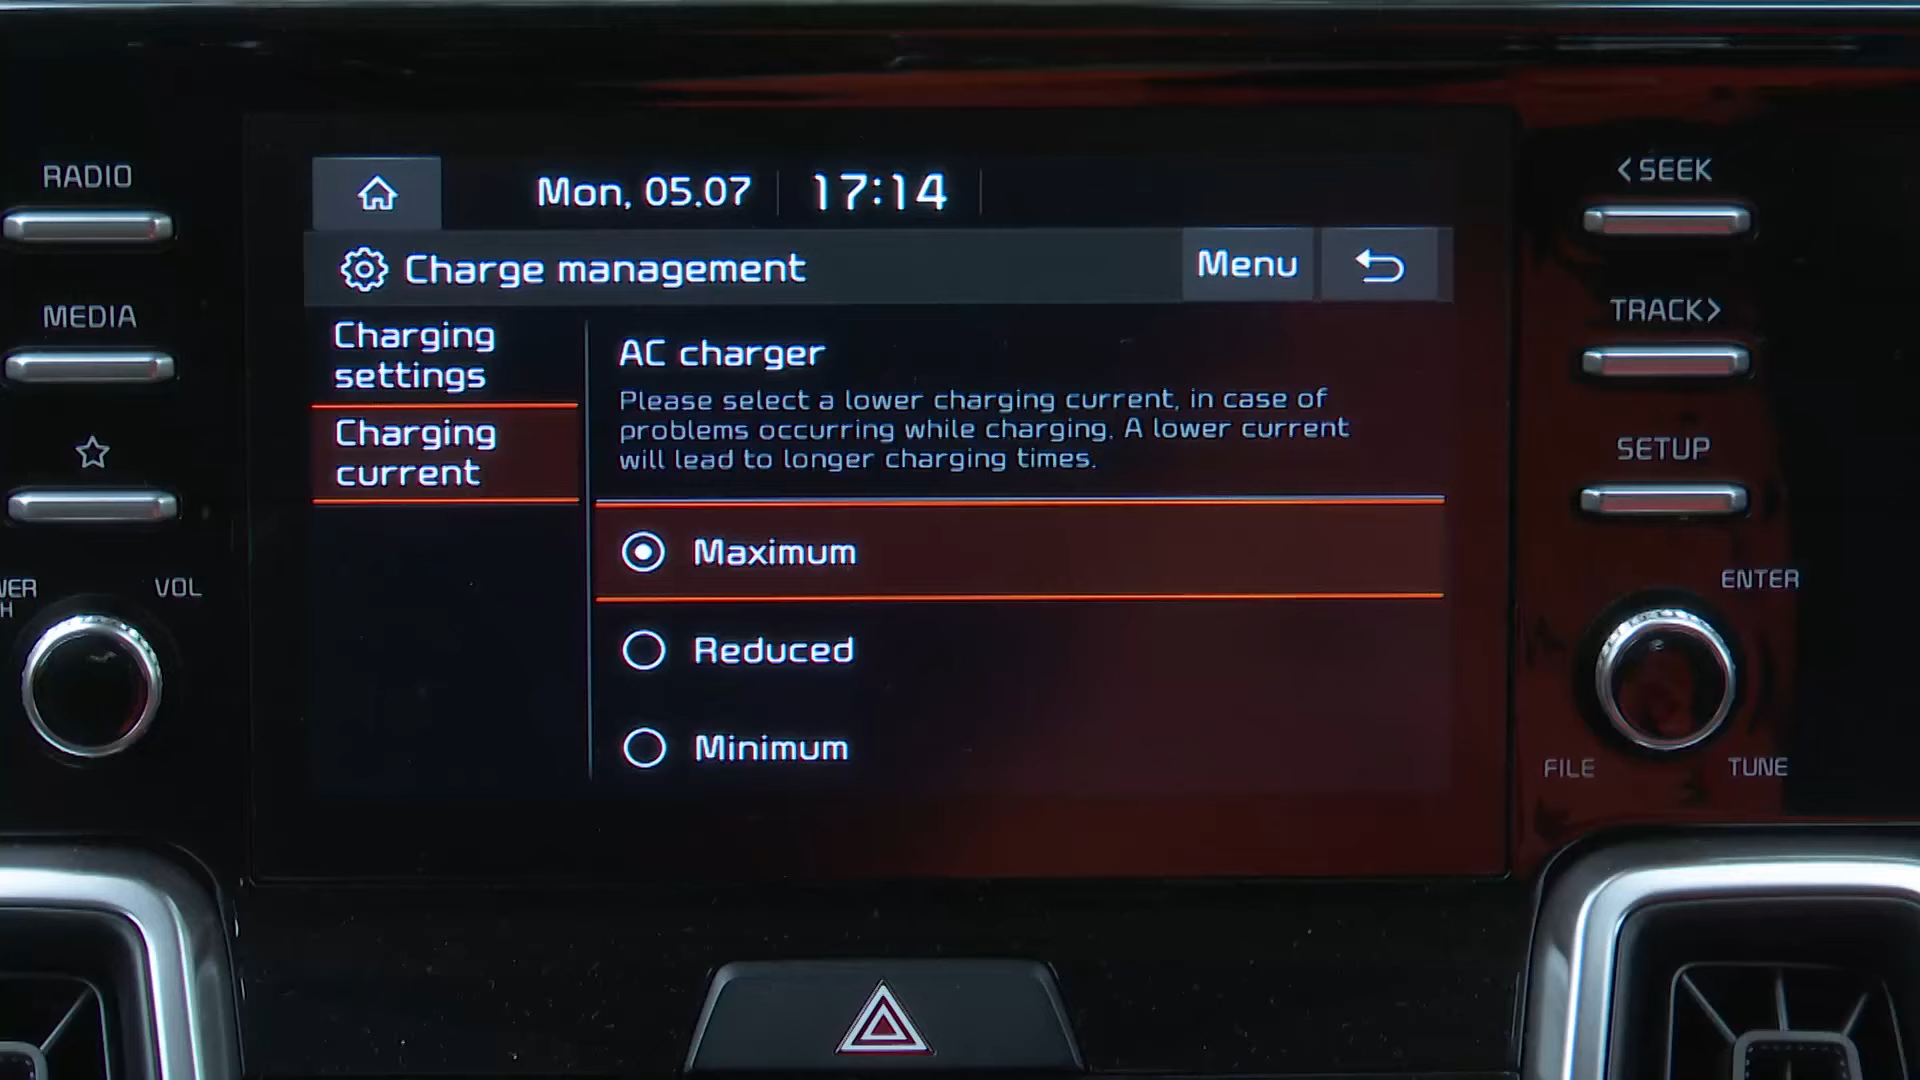 RADIO
MEDIA
VOL
Mon, 05.07
17:14
Charge management
Menu
Charging
settings
Charging
current
AC charger
Please select a lower charging current, in case of
problems occurring while charging. A lower current
will lead to longer charging times.
Maximum
Reduced
Minimum
<SEEK
TRACK>
SETUP
ENTER
FILE
TUNE